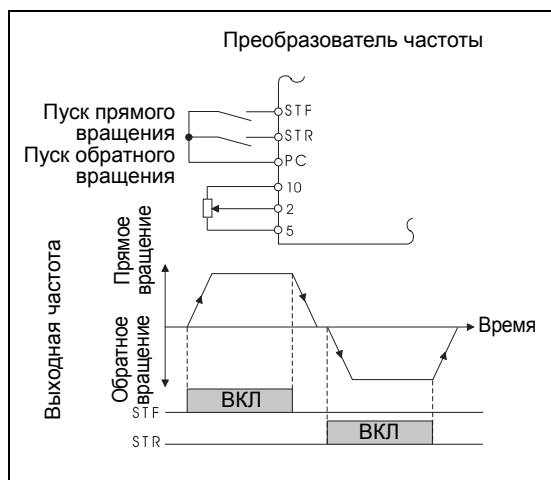 Преобразователь частоты
Пуск прямого
вращения
Пуск обратного
вращения
STF
STR
PC
10
2
5
Выходная частота
Прямое
вращение
Обратное
вращение
Время
ВКЛ
STF
ВКЛ
STR